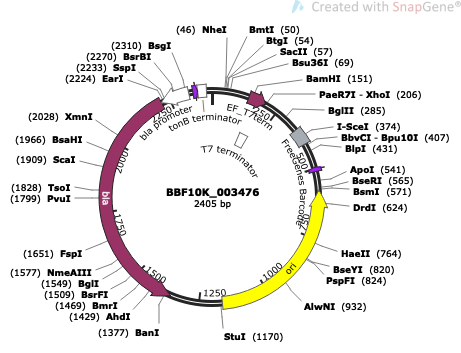 Created with SnapGene®
(46) NheI
BmtI (50)
BtgI (54)
SacII (57)
Bsu36I (69)
BamHI (151)
PaeR7I - XhoI (206)
BglII (285)
I-SceI (374)
BbvCI - Bpu10I (407)
BlpI (431)
ApoI (541)
BseRI (565)
BsmI (571)
DrdI (624)
HaeII (764)
BseYI (820)
PspFI (824)
AlwNI (932)
StuI (1170)
(1377) BanI
(1429) AhdI
(1469) BmrI
(1509) BsrFI
(1549) BglI
(1577) NmeAIII
(1651) FspI
(1799) PvuI
(1828) TsoI
(1909) ScaI
(1966) BsaHI
(2028) XmnI
(2224) EarI
(2233) SspI
(2270) BsrBI
(2310) BsgI
bla promoter
tonB terminator
EF_T7term
T7 terminator
FreeGenes Barcode
ori
bla
250
500
750
1000
1250
1500
1750
2000
2250
BBF10K_003476
2405 bp